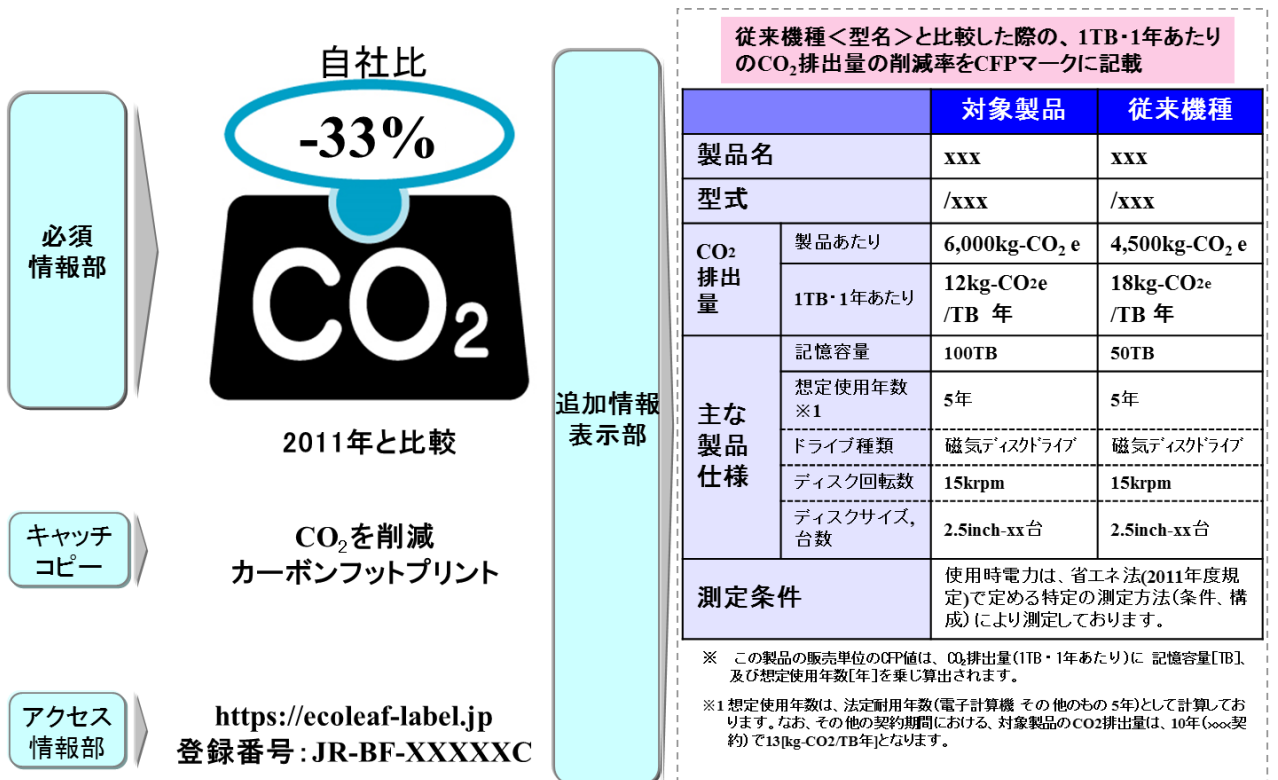 必須
情報部
自社比
-33%
CO2
2011年と比較
キャッチ
コピー
CO2を削減
カーボンフットプリント
アクセス
情報部
https://ecoleaf-label.jp
登録番号：JR-BF-XXXXXC
追加情報
表示部
従来機種＜型名＞と比較した際の、1TB・1年あたり
のCO2排出量の削減率をCFPマークに記載
対象製品 従来機種
製品名 xxx xxx
型式 /xxx /xxx
CO2
排出
量
製品あたり 6,000kg-CO2 e 4,500kg-CO2 e
1TB・1年あたり 12kg-CO2e
/TB 年
18kg-CO2e
/TB 年
主な
製品
仕様
記憶容量 100TB 50TB
想定使用年数
※1
5年 5年
ドライブ種類 磁気ディスクドライブ 磁気ディスクドライブ
ディスク回転数 15krpm 15krpm
ディスクサイズ,
台数
2.5inch-xx台 2.5inch-xx台
測定条件
使用時電力は、省エネ法(2011年度規
定)で定める特定の測定方法（条件、構
成）により測定しております。
※ この製品の販売単位のCFP値は、CO2排出量(1TB・1年あたり)に 記憶容量[TB]、
及び想定使用年数[年]を乗じ算出されます。
※1 想定使用年数は、法定耐用年数(電子計算機 その他のもの 5年)として計算してお
ります。なお、その他の契約期間における、対象製品のCO2排出量は、10年（xxx契
約）で13[kg-CO2/TB年]となります。